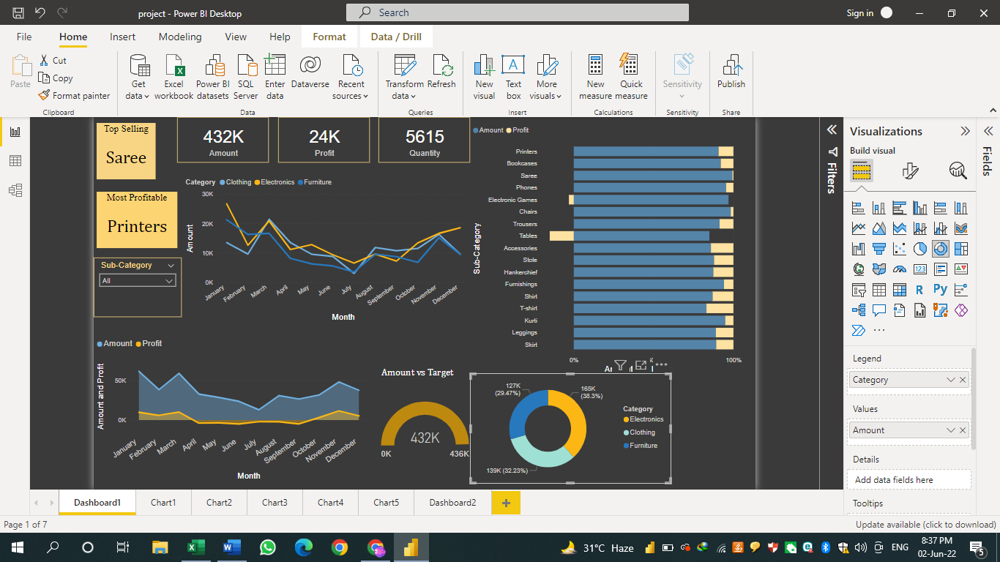 project - Power BI Desktop
Search
Sign in
File Home Insert Modeling View Help Format Data / Drill
Paste
Cut
Copy
Format painter
Get data
Excel workbook
Power BI datasets
SQL Server
Enter data
Dataverse
Recent sources
Transform data
Refresh
New visual
Text box
More visuals
New measure
Quick measure
Sensitivity
Publish
Clipboard Data Queries Insert Calculations Sensitivity Share
Top Selling
Saree
432K
Amount
24K
Profit
5615
Quantity
Most Profitable
Printers
Sub-Category
All
Category Clothing Electronics Furniture
Amount
30K
20K
10K
0K
January February March April May June July August September October November December
Month
Amount Profit
Sub-Category
Printers
Bookcases
Saree
Phones
Electronic Games
Chairs
Trousers
Tables
Accessories
Stole
Hankerchief
Furnishings
Shirt
T-shirt
Kurti
Leggings
Skirt
0% 100%
Amount Profit
Amount and Profit
50K
0K
January February March April May June July August September October November December
Month
Amount vs Target
432K
0K 436K
127K
(29.47%)
165K
(38.3%)
139K (32.23%)
Category
Electronics
Clothing
Furniture
Filters
Visualizations
Build visual
R Py
123
Legend
Category
Values
Amount
Details
Add data fields here
Tooltips
Fields
Dashboard1 Chart1 Chart2 Chart3 Chart4 Chart5 Dashboard2
Page 1 of 7
Update available (click to download)
31°C Haze
ENG
8:37 PM
02-Jun-22
5